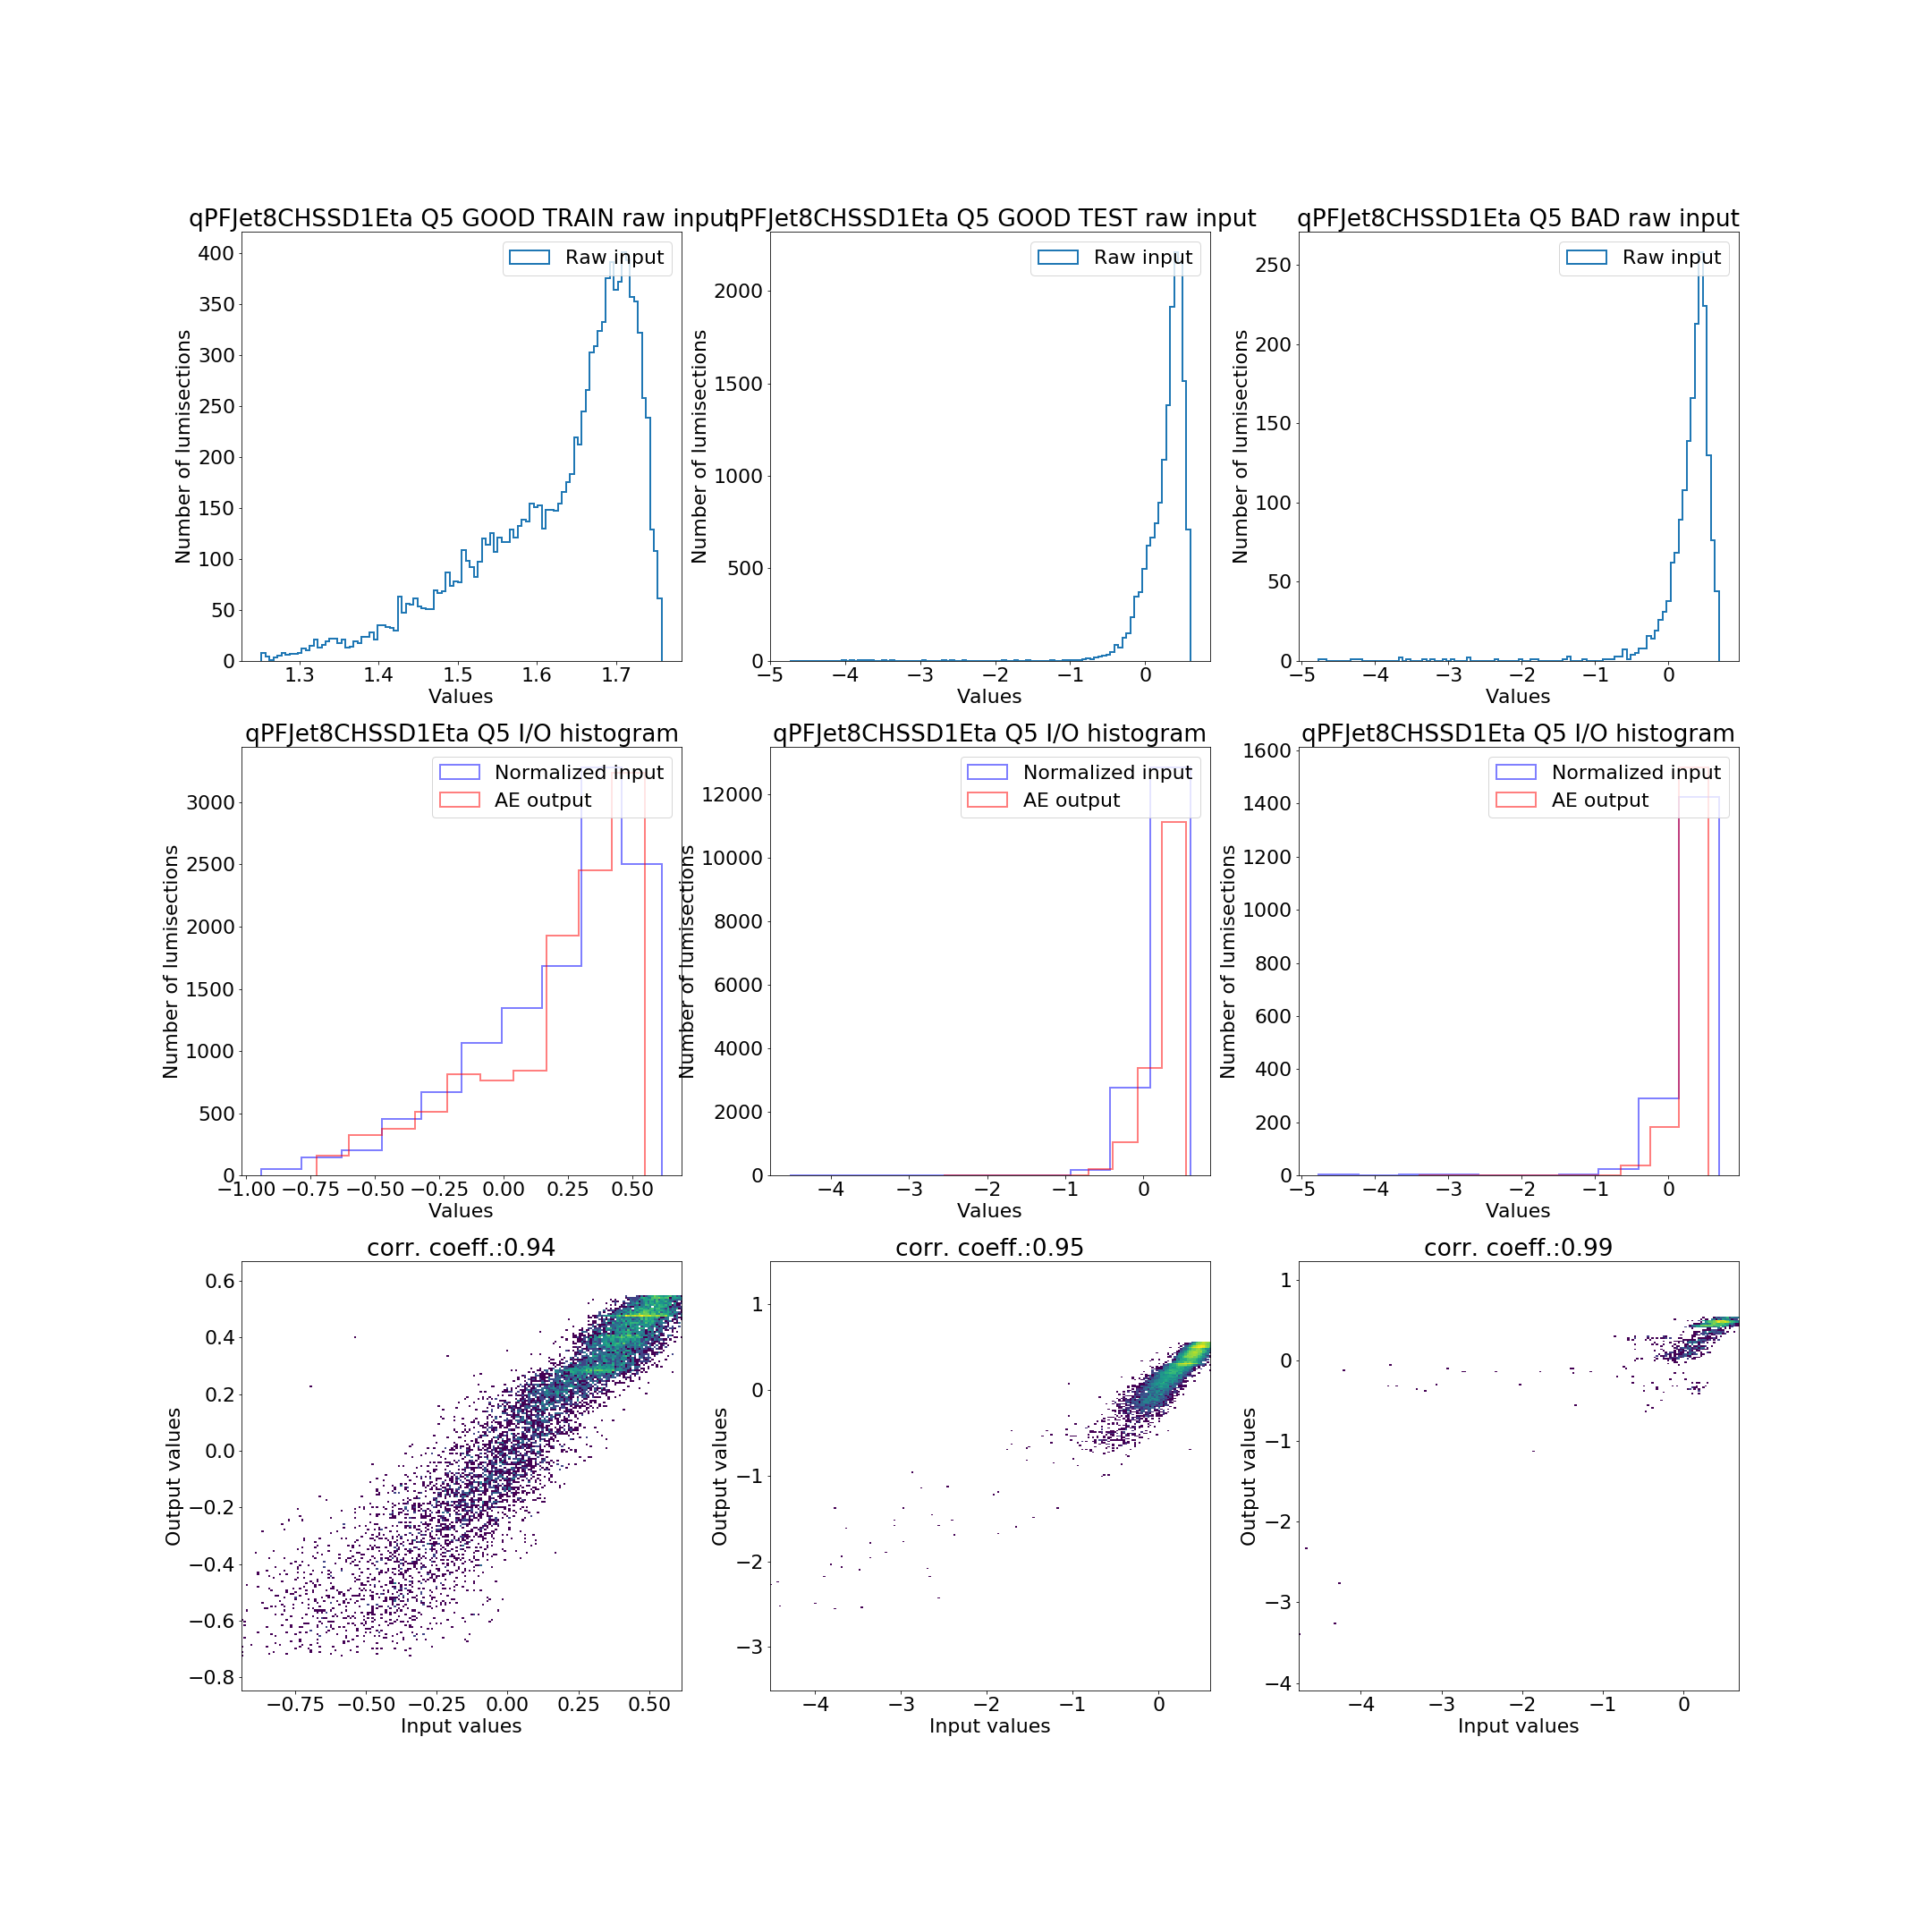 qPFJet8CHSSD1Eta Q5 GOOD TRAIN raw input
Raw input
400
350
300
250
200
150
100
50
0
Number of lumisections
1.3 1.4 1.5 1.6 1.7
Values
qPFJet8CHSSD1Eta Q5 GOOD TEST raw input
Raw input
2000
1500
1000
500
0
Number of lumisections
−5 −4 −3 −2 −1 0
Values
qPFJet8CHSSD1Eta Q5 BAD raw input
Raw input
250
200
150
100
50
0
Number of lumisections
−5 −4 −3 −2 −1 0
Values
qPFJet8CHSSD1Eta Q5 I/O histogram
Normalized input
AE output
3000
2500
2000
1500
1000
500
0
Number of lumisections
−1.00 −0.75 −0.50 −0.25 0.00 0.25 0.50
Values
qPFJet8CHSSD1Eta Q5 I/O histogram
Normalized input
AE output
12000
10000
8000
6000
4000
2000
0
Number of lumisections
−4 −3 −2 −1 0
Values
qPFJet8CHSSD1Eta Q5 I/O histogram
Normalized input
AE output
1600
1400
1200
1000
800
600
400
200
0
Number of lumisections
−5 −4 −3 −2 −1 0
Values
corr. coeff.:0.94
0.6
0.4
0.2
0.0
−0.2
−0.4
−0.6
−0.8
Output values
−0.75 −0.50 −0.25 0.00 0.25 0.50
Input values
corr. coeff.:0.95
1
0
−1
−2
−3
Output values
−4 −3 −2 −1 0
Input values
corr. coeff.:0.99
1
0
−1
−2
−3
−4
Output values
−4 −3 −2 −1 0
Input values